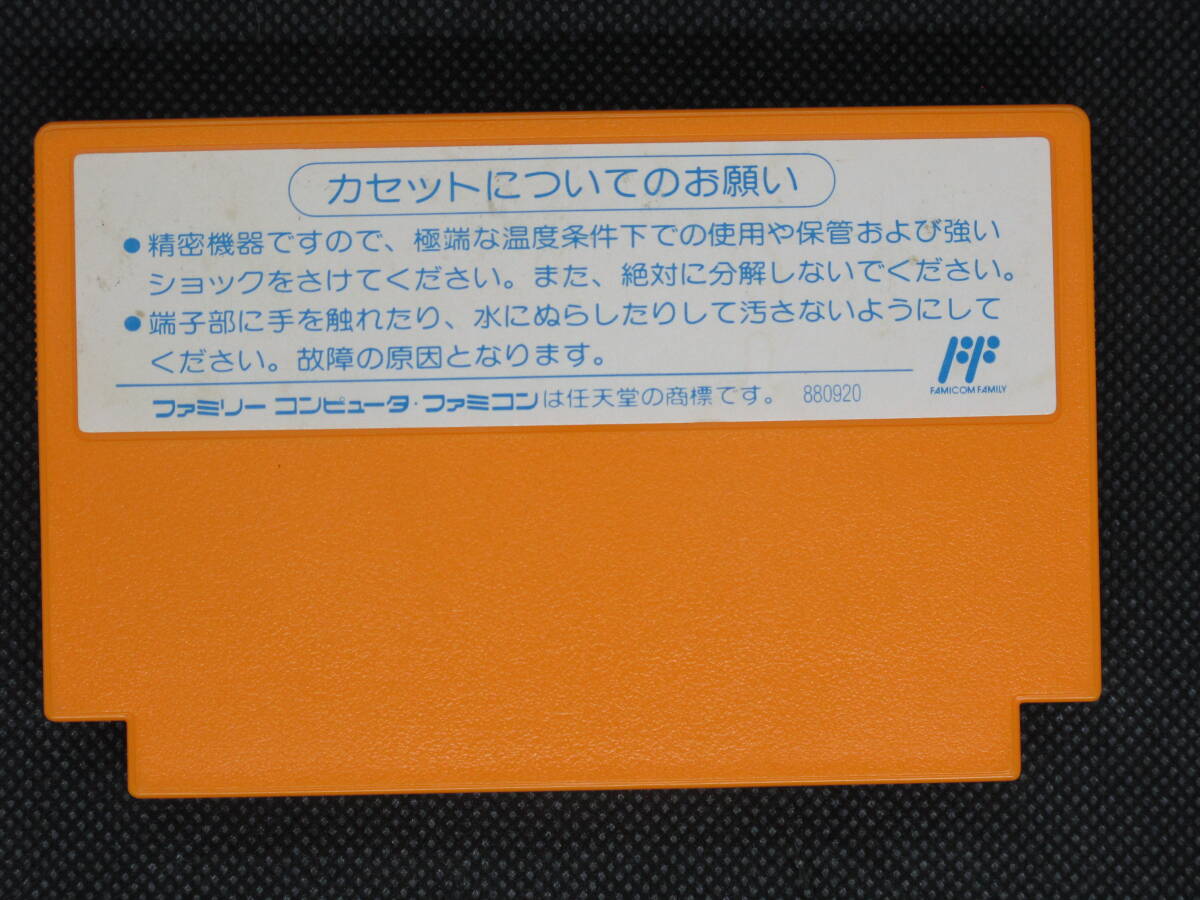 カセットについてのお願い
●精密機器ですので、極端な温度条件下での使用や保管および強い
ショックをさけてください。また、絶対に分解しないでください。
●端子部に手を触れたり、水にぬらしたりして汚さないようにして
ください。故障の原因となります。
FAMICOM FAMILY
ファミリーコンピュータ・ファミコンは任天堂の商標です。 880920